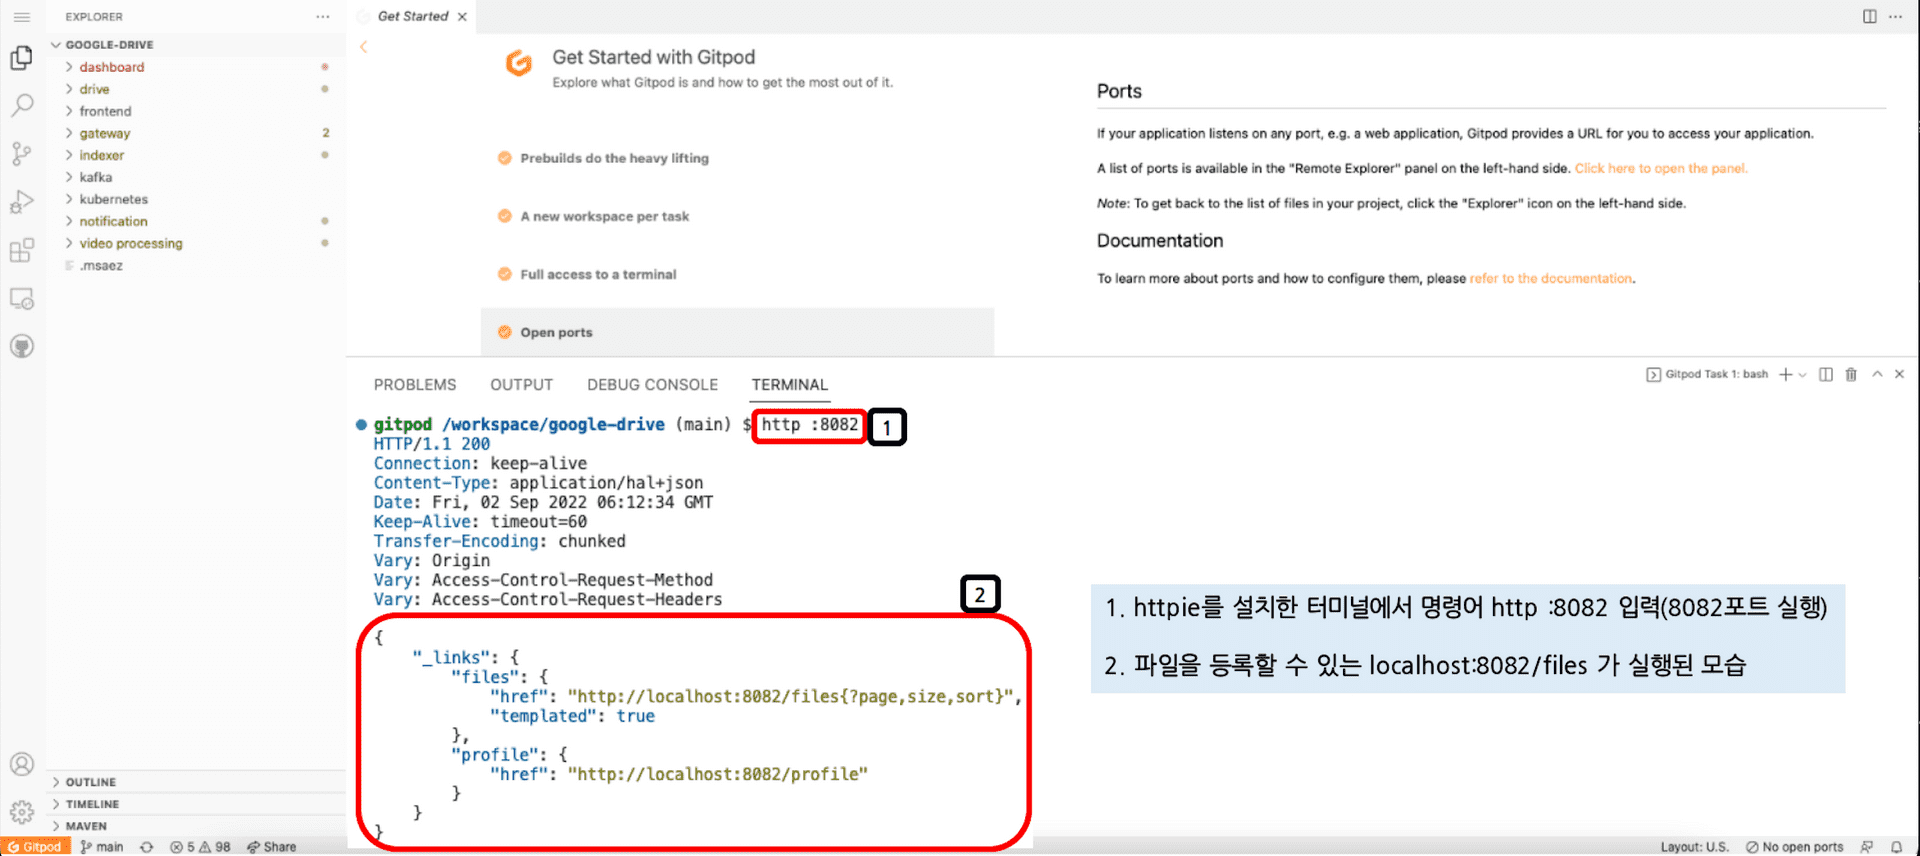 EXPLORER
GOOGLE-DRIVE
dashboard
drive
frontend
gateway 2
indexer
kafka
kubernetes
notification
video processing
.msaez
OUTLINE
TIMELINE
MAVEN
Get Started
Get Started with Gitpod
Explore what Gitpod is and how to get the most out of it.
Prebuilds do the heavy lifting
A new workspace per task
Full access to a terminal
Open ports
Ports
If your application listens on any port, e.g. a web application, Gitpod provides a URL for you to access your application.
A list of ports is available in the "Remote Explorer" panel on the left-hand side. Click here to open the panel.
Note: To get back to the list of files in your project, click the "Explorer" icon on the left-hand side.
Documentation
To learn more about ports and how to configure them, please refer to the documentation.
PROBLEMS OUTPUT DEBUG CONSOLE TERMINAL
Gitpod Task 1: bash
gitpod /workspace/google-drive (main) $ http :8082 1
HTTP/1.1 200
Connection: keep-alive
Content-Type: application/hal+json
Date: Fri, 02 Sep 2022 06:12:34 GMT
Keep-Alive: timeout=60
Transfer-Encoding: chunked
Vary: Origin
Vary: Access-Control-Request-Method
Vary: Access-Control-Request-Headers
2
{
"_links": {
"files": {
"href": "http://localhost:8082/files{?page,size,sort}",
"templated": true
},
"profile": {
"href": "http://localhost:8082/profile"
}
}
}
1. httpie를 설치한 터미널에서 명령어 http :8082 입력(8082포트 실행)
2. 파일을 등록할 수 있는 localhost:8082/files 가 실행된 모습
Gitpod main 5 98 Share
Layout: U.S. No open ports